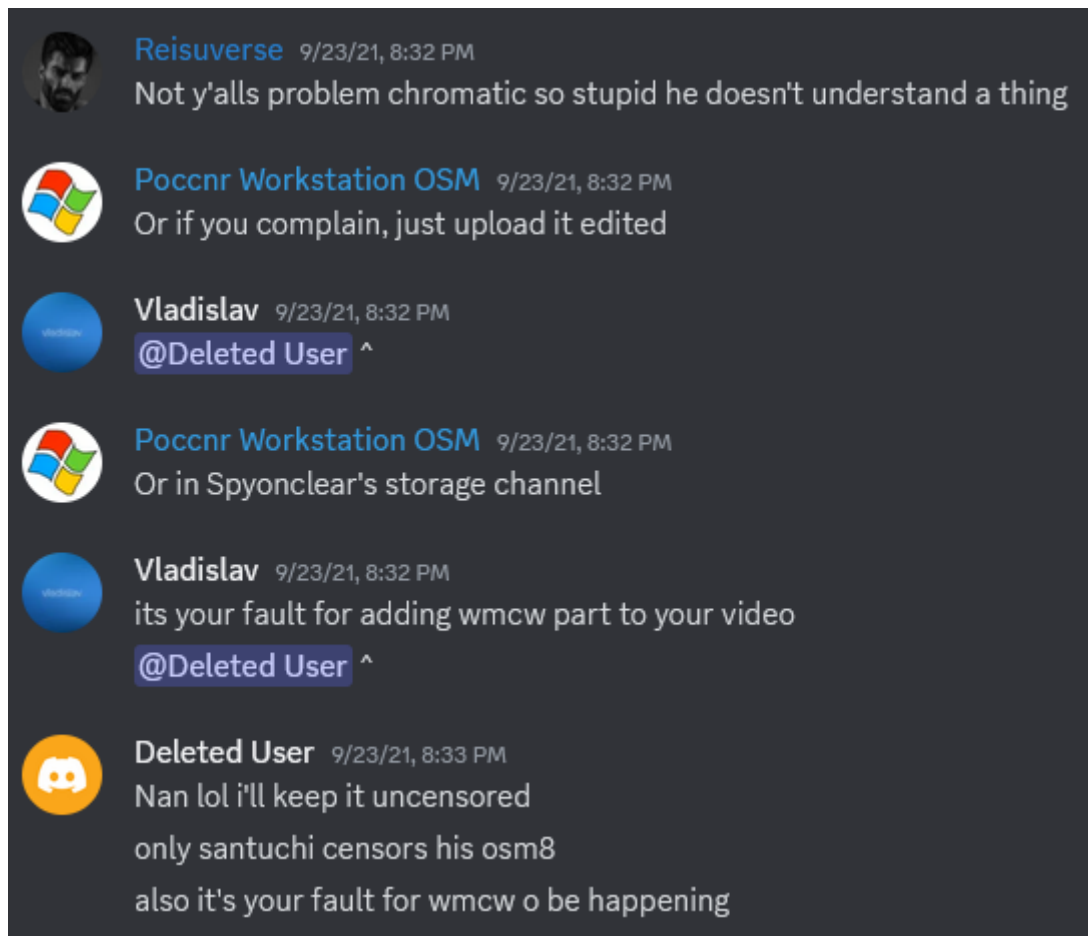 Reisuverse 9/23/21, 8:32 PM
Not y'alls problem chromatic so stupid he doesn't understand a thing
Poccnr Workstation OSM 9/23/21, 8:32 PM
Or if you complain, just upload it edited
vladislav
Vladislav 9/23/21, 8:32 PM
@Deleted User ^
Poccnr Workstation OSM 9/23/21, 8:32 PM
Or in Spyonclear's storage channel
vladislav
Vladislav 9/23/21, 8:32 PM
its your fault for adding wmcw part to your video
@Deleted User ^
Deleted User 9/23/21, 8:33 PM
Nan lol i'll keep it uncensored
only santuchi censors his osm8
also it's your fault for wmcw o be happening